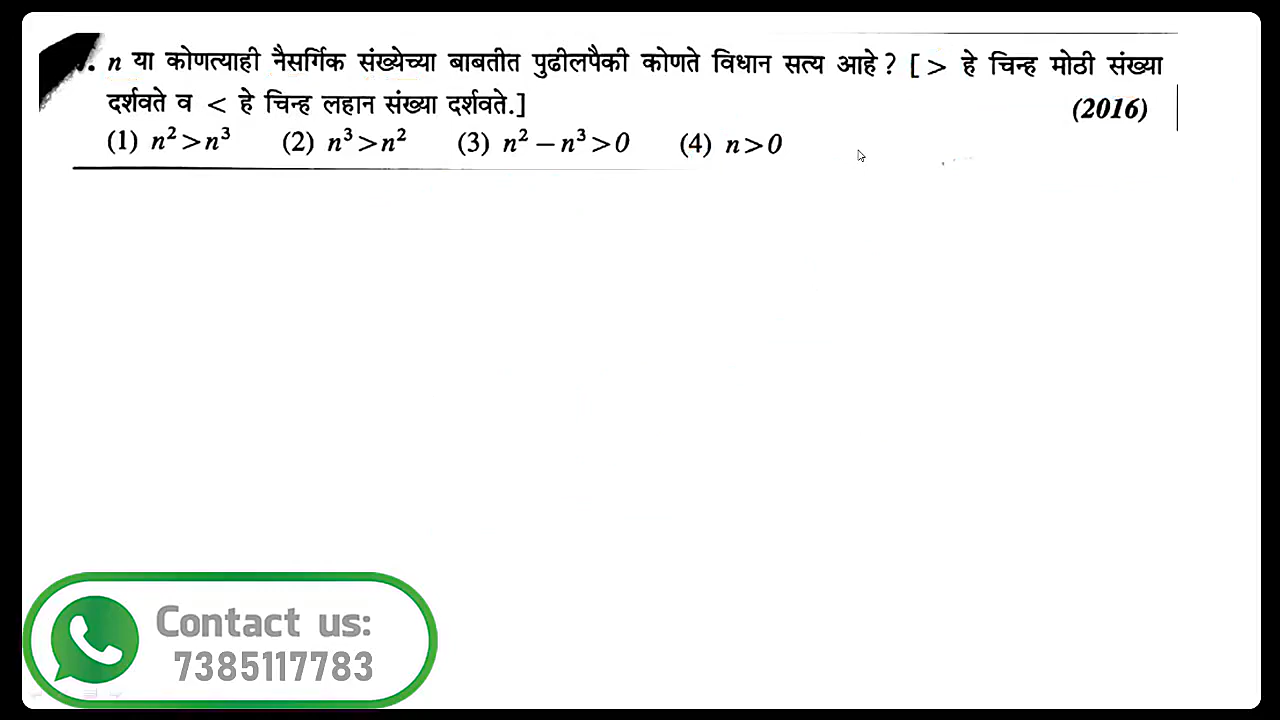 . n या कोणत्याही नैसर्गिक संख्येच्या बाबतीत पुढीलपैकी कोणते विधान सत्य आहे ? [ > हे चिन्ह मोठी संख्या
दर्शवते व < हे चिन्ह लहान संख्या दर्शवते.] (2016)
(1) n² > n³ (2) n³ > n² (3) n² − n³ > 0 (4) n > 0
Contact us:
7385117783